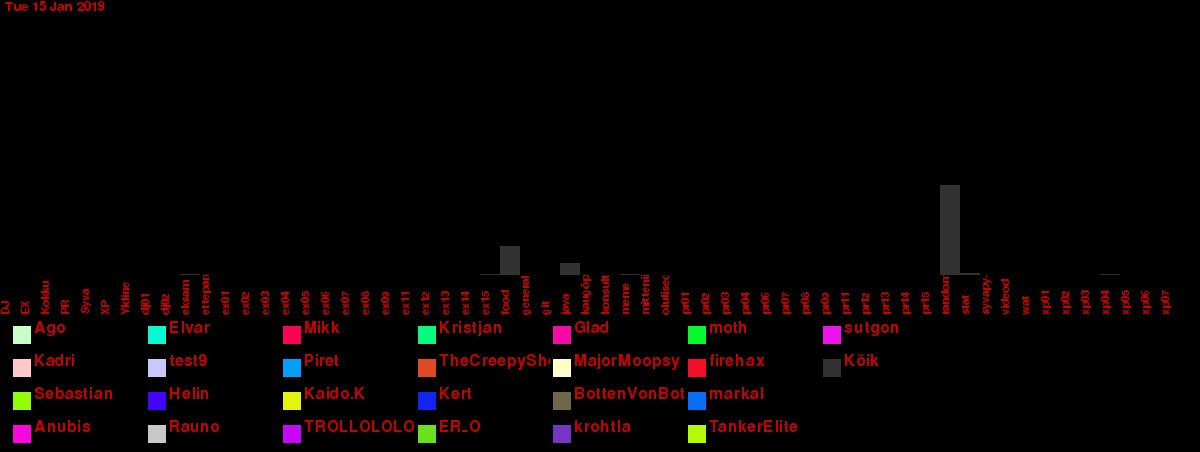 Tue 15 Jan 2019
DJ EX Kokku PR Syva XP Yldine dj01 dj02 eksam ettepan ex01 ex02 ex03 ex04 ex05 ex06 ex07 ex08 ex09 ex11 ex12 ex13 ex14 ex15 food general git java kaugõp konsult meme mitteni olulisec pr01 pr02 pr03 pr04 pr06 pr07 pr08 pr09 pr11 pr12 pr13 pr14 pr15 random stat syvapy- videod wat xp01 xp02 xp03 xp04 xp05 xp06 xp07
Ago Elvar Mikk Kristjan Glad moth sutgon
Kadri test9 Piret TheCreepySh MajorMoopsy firehax Kõik
Sebastian Helin Kaido.K Kert BottenVonBot markal
Anubis Rauno TROLLOLOLO ER_O krohtla TankerElite